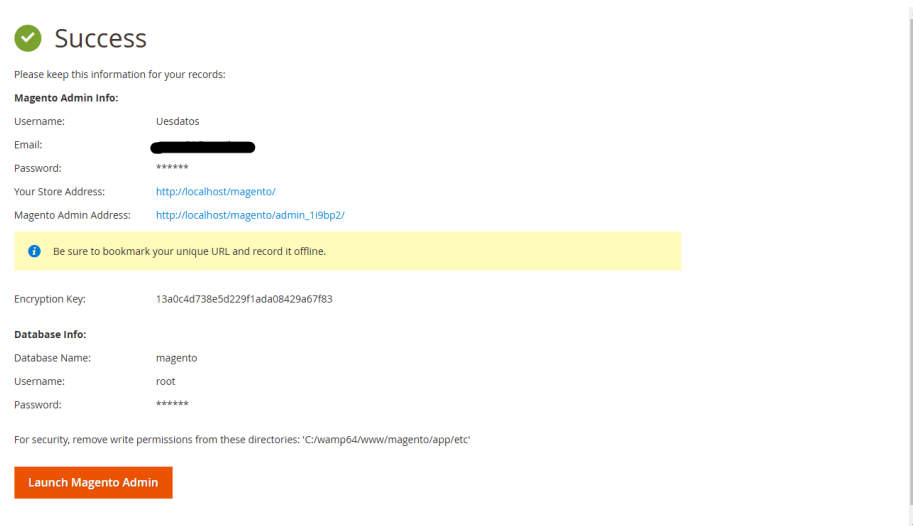 Success
Please keep this information for your records:
Magento Admin Info:
Username: Uesdatos
Email:
Password: ******
Your Store Address: http://localhost/magento/
Magento Admin Address: http://localhost/magento/admin_1i9bp2/
Be sure to bookmark your unique URL and record it offline.
Encryption Key: 13a0c4d738e5d229f1ada08429a67f83
Database Info:
Database Name: magento
Username: root
Password: ******
For security, remove write permissions from these directories: 'C:/wamp64/www/magento/app/etc'
Launch Magento Admin